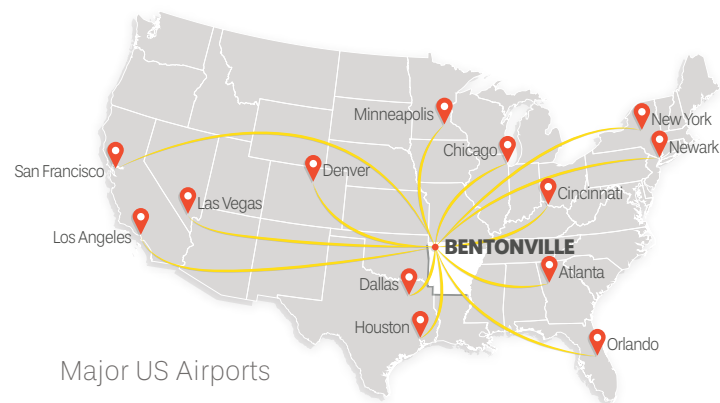 Minneapolis
New York
Chicago
Newark
San Francisco
Denver
Cincinnati
Las Vegas
Los Angeles
BENTONVILLE
Dallas
Atlanta
Houston
Orlando
Major US Airports